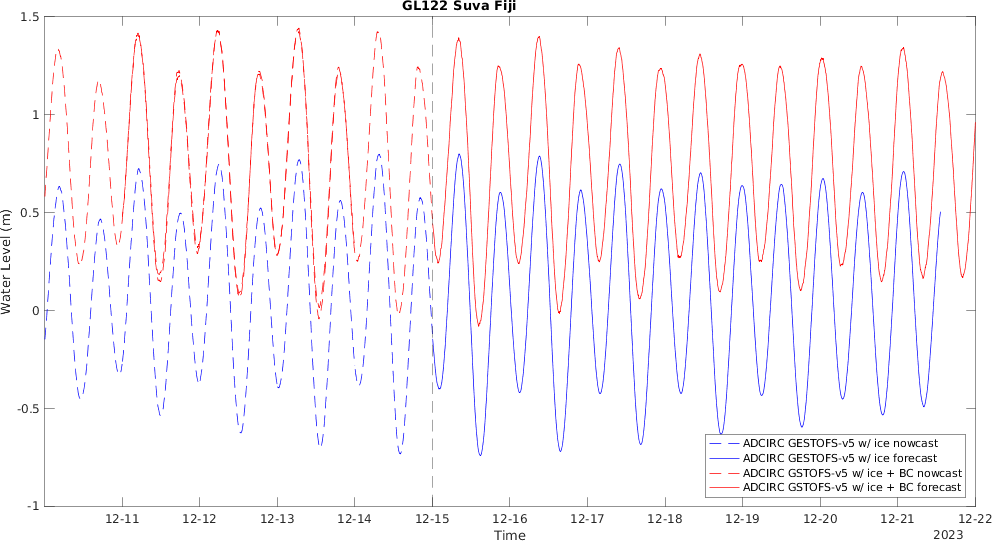 GL122 Suva Fiji
1.5
1
0.5
0
-0.5
-1
Water Level (m)
12-11 12-12 12-13 12-14 12-15 12-16 12-17 12-18 12-19 12-20 12-21 12-22
Time
2023
ADCIRC GESTOFS-v5 w/ ice nowcast
ADCIRC GESTOFS-v5 w/ ice forecast
ADCIRC GSTOFS-v5 w/ ice + BC nowcast
ADCIRC GSTOFS-v5 w/ ice + BC forecast